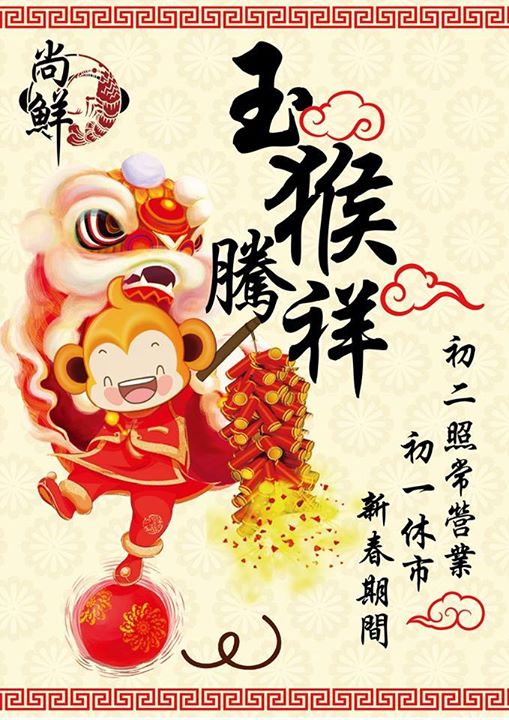 尚鮮
玉猴騰祥
新春期間
初一休市
初二照常營業